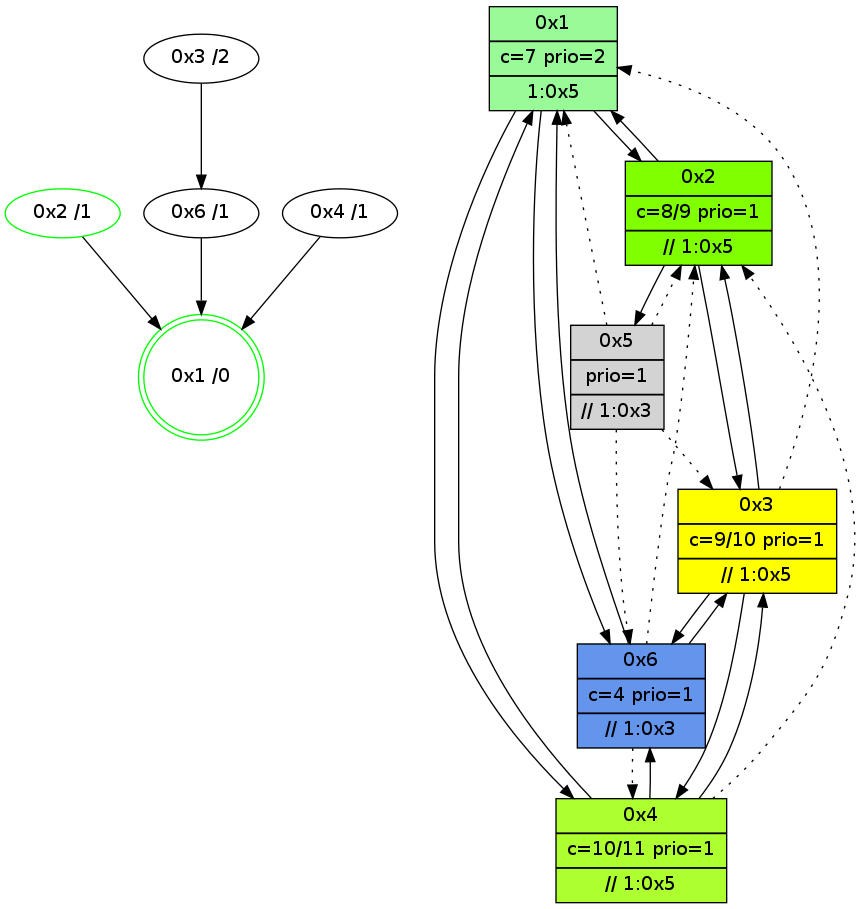 0x3 /2
0x2 /1
0x6 /1
0x4 /1
0x1 /0
0x1
c=7 prio=2
1:0x5
0x2
c=8/9 prio=1
// 1:0x5
0x5
prio=1
// 1:0x3
0x3
c=9/10 prio=1
// 1:0x5
0x6
c=4 prio=1
// 1:0x3
0x4
c=10/11 prio=1
// 1:0x5